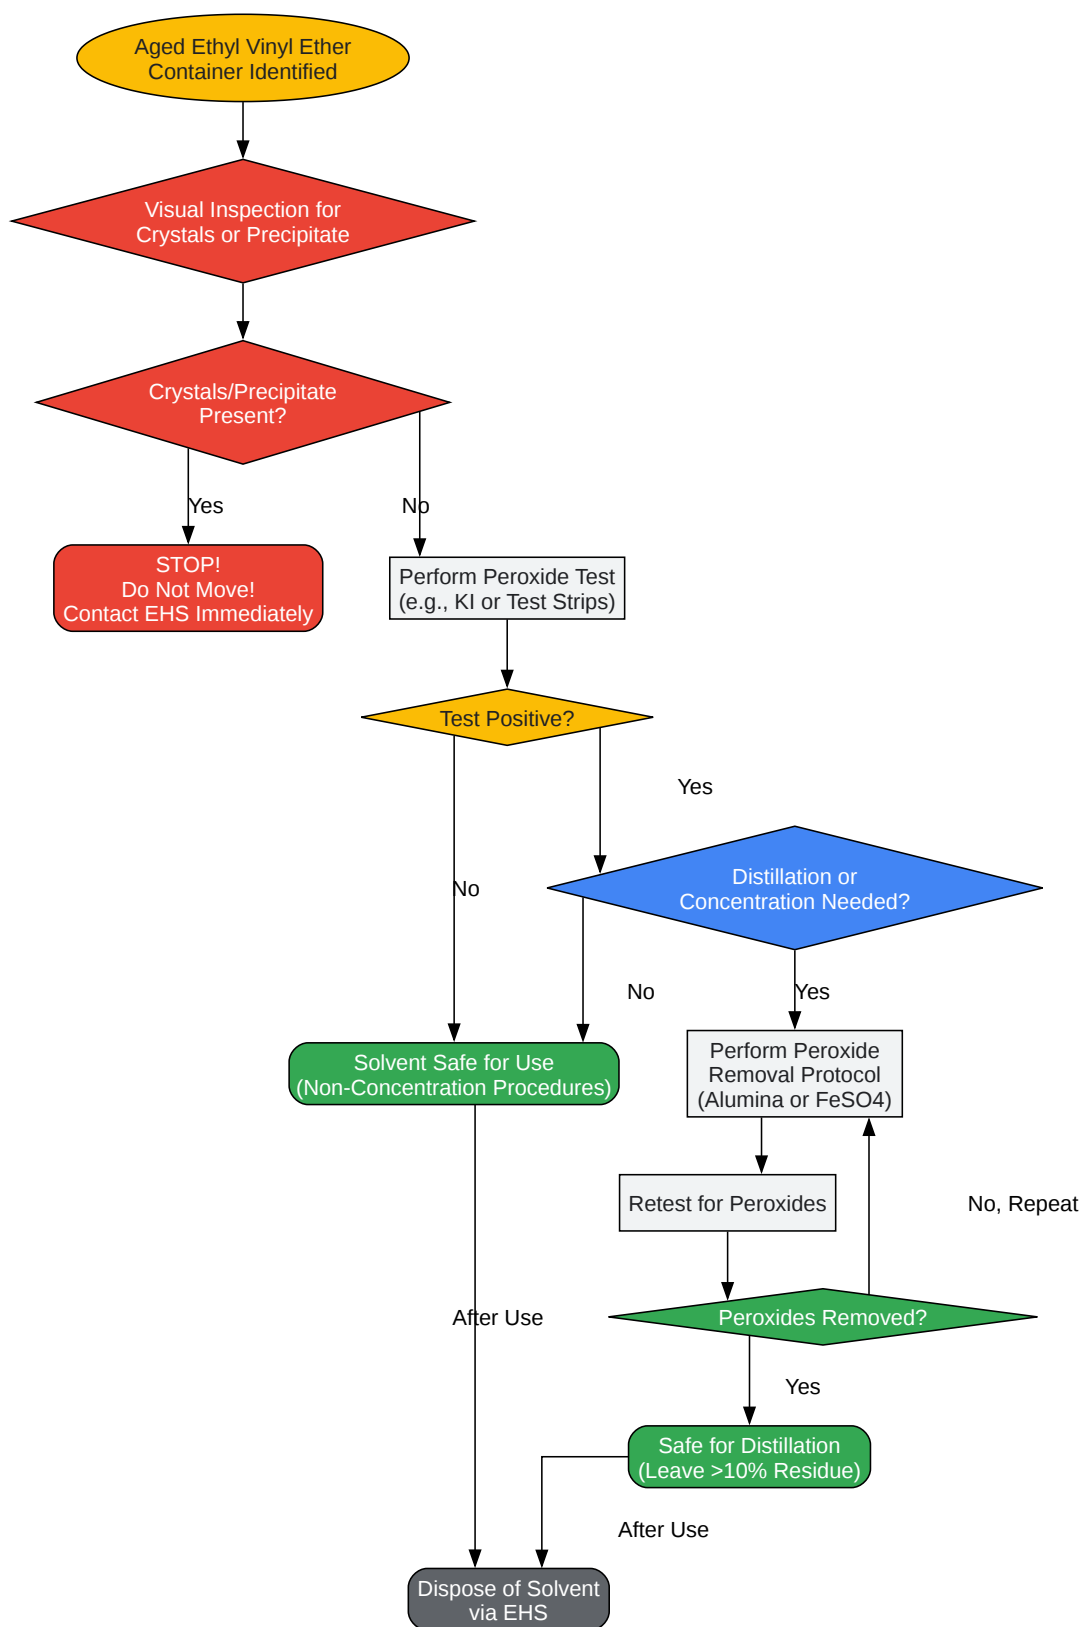 Aged Ethyl Vinyl Ether
Container Identified
Visual Inspection for
Crystals or Precipitate
Crystals/Precipitate
Present?
Yes
No
STOP!
Do Not Move!
Contact EHS Immediately
Perform Peroxide Test
(e.g., KI or Test Strips)
Test Positive?
Yes
No
Distillation or
Concentration Needed?
No
Yes
Solvent Safe for Use
(Non-Concentration Procedures)
Perform Peroxide
Removal Protocol
(Alumina or FeSO4)
Retest for Peroxides
No, Repeat
Peroxides Removed?
After Use
Yes
Safe for Distillation
(Leave >10% Residue)
After Use
Dispose of Solvent
via EHS